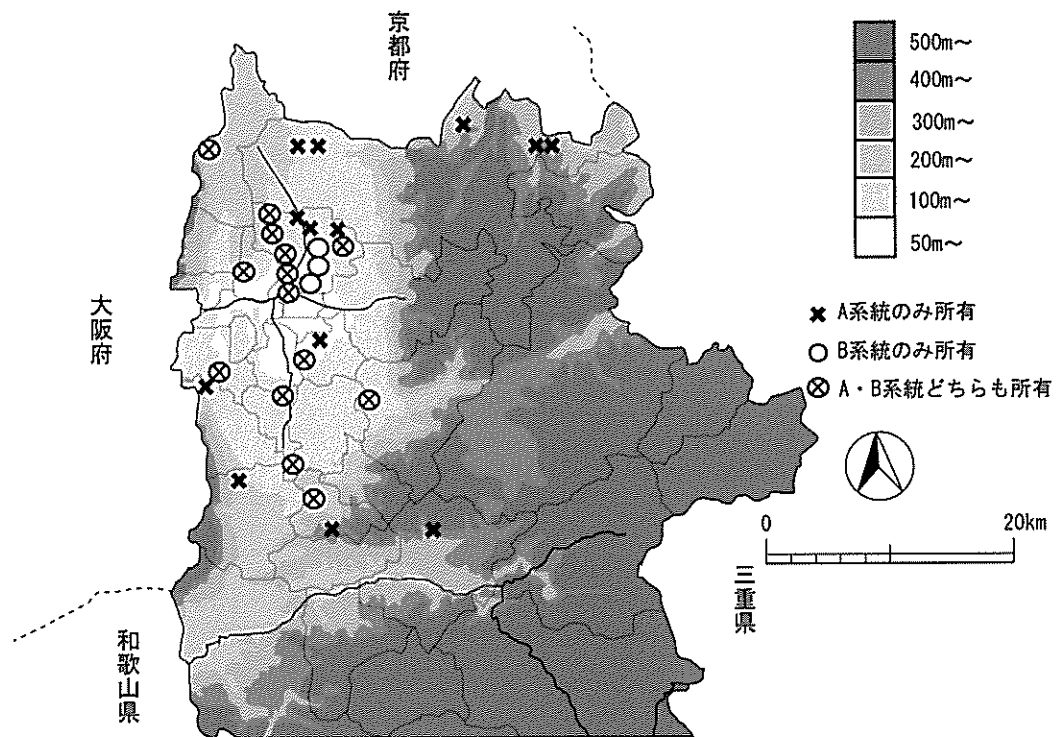 京都府
大阪府
和歌山県
三重県
500m～
400m～
300m～
200m～
100m～
50m～
A系統のみ所有
B系統のみ所有
A・B系統どちらも所有
0 20km